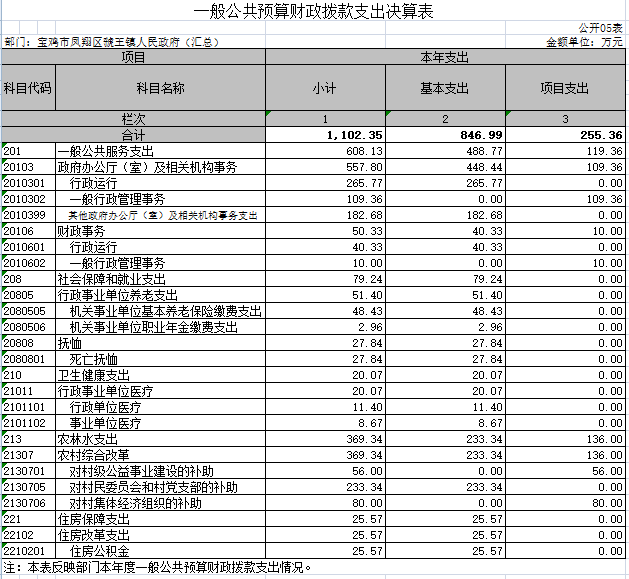 一般公共预算财政拨款支出决算表
公开05表
部门：宝鸡市凤翔区虢王镇人民政府（汇总） 金额单位：万元
项目 本年支出
科目代码 科目名称 小计 基本支出 项目支出
栏次 1 2 3
合计 1,102.35 846.99 255.36
201 一般公共服务支出 608.13 488.77 119.36
20103 政府办公厅（室）及相关机构事务 557.80 448.44 109.36
2010301 行政运行 265.77 265.77 0.00
2010302 一般行政管理事务 109.36 0.00 109.36
2010399 其他政府办公厅（室）及相关机构事务支出 182.68 182.68 0.00
20106 财政事务 50.33 40.33 10.00
2010601 行政运行 40.33 40.33 0.00
2010602 一般行政管理事务 10.00 0.00 10.00
208 社会保障和就业支出 79.24 79.24 0.00
20805 行政事业单位养老支出 51.40 51.40 0.00
2080505 机关事业单位基本养老保险缴费支出 48.43 48.43 0.00
2080506 机关事业单位职业年金缴费支出 2.96 2.96 0.00
20808 抚恤 27.84 27.84 0.00
2080801 死亡抚恤 27.84 27.84 0.00
210 卫生健康支出 20.07 20.07 0.00
21011 行政事业单位医疗 20.07 20.07 0.00
2101101 行政单位医疗 11.40 11.40 0.00
2101102 事业单位医疗 8.67 8.67 0.00
213 农林水支出 369.34 233.34 136.00
21307 农村综合改革 369.34 233.34 136.00
2130701 对村级公益事业建设的补助 56.00 0.00 56.00
2130705 对村民委员会和村党支部的补助 233.34 233.34 0.00
2130706 对村集体经济组织的补助 80.00 0.00 80.00
221 住房保障支出 25.57 25.57 0.00
22102 住房改革支出 25.57 25.57 0.00
2210201 住房公积金 25.57 25.57 0.00
注：本表反映部门本年度一般公共预算财政拨款支出情况。